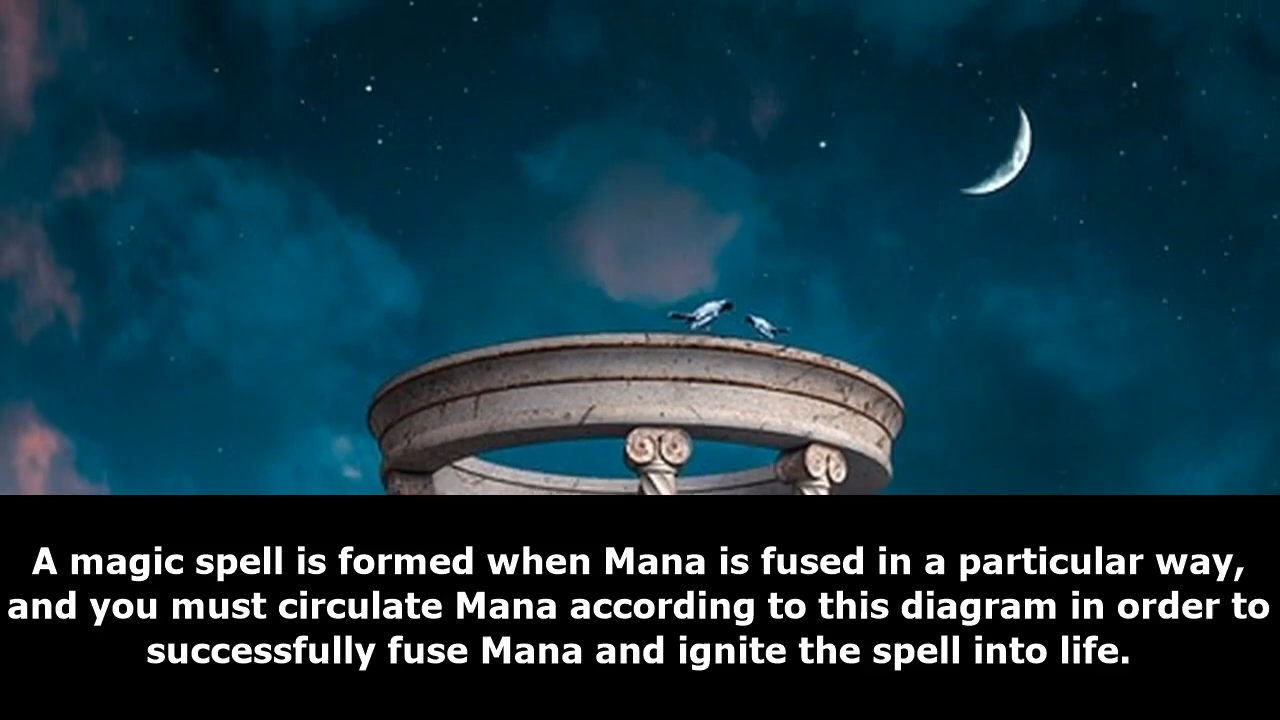 A magic spell is formed when Mana is fused in a particular way,
and you must circulate Mana according to this diagram in order to
successfully fuse Mana and ignite the spell into life.